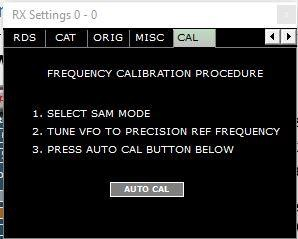 RX Settings 0 - 0
RDS CAT ORIG MISC CAL
FREQUENCY CALIBRATION PROCEDURE
1. SELECT SAM MODE
2. TUNE VFO TO PRECISION REF FREQUENCY
3. PRESS AUTO CAL BUTTON BELOW
AUTO CAL